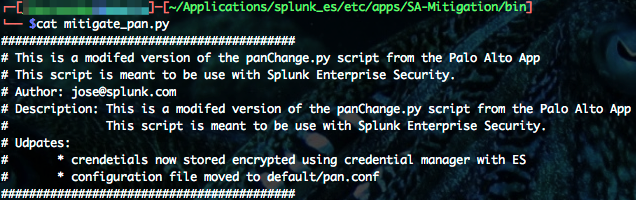 [~/Applications/splunk_es/etc/apps/SA-Mitigation/bin]
$cat mitigate_pan.py
##########################################
# This is a modifed version of the panChange.py script from the Palo Alto App
# This script is meant to be use with Splunk Enterprise Security.
# Author: jose@splunk.com
# Description: This is a modifed version of the panChange.py script from the Palo Alto App
# This script is meant to be use with Splunk Enterprise Security.
# Udpates:
# * crendetials now stored encrypted using credential manager with ES
# * configuration file moved to default/pan.conf
##########################################